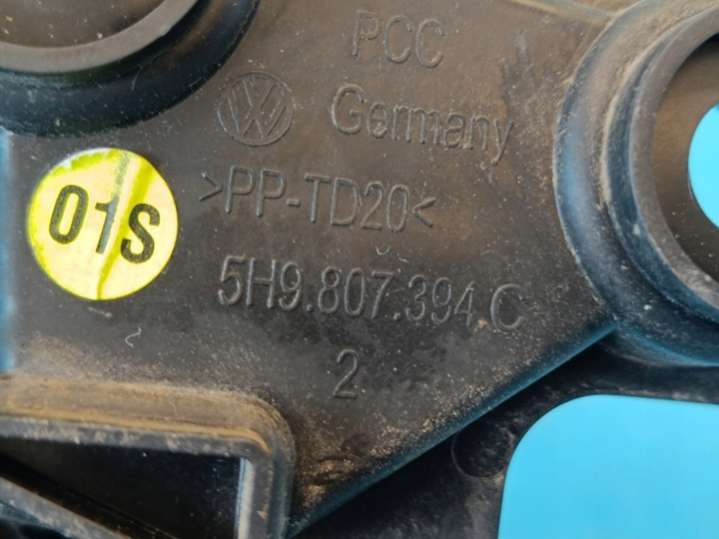 PCC
Germany
>PP-TD20<
01S
5H9.807.394 C
2